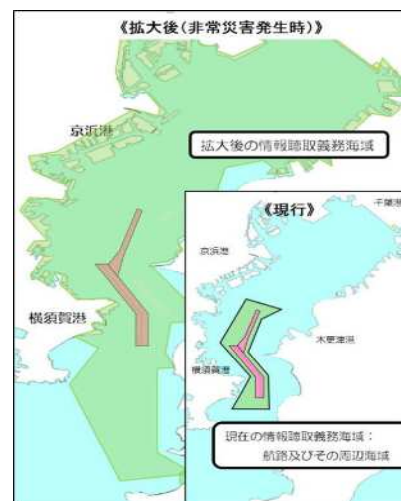 《拡大後(非常災害発生時)》
京浜港
拡大後の情報聴取義務海域
《現行》
千葉港
京浜港
横須賀港
木更津港
横須賀港
現在の情報聴取義務海域：
航路及びその周辺海域